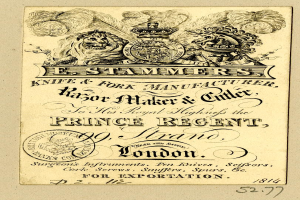 E. STAMMERS,
KNIFE & FORK MANUFACTURER,
Razor Maker & Cutler,
To His Royal Highness the
PRINCE REGENT,
99. Strand,
London.
Surgeons Instruments, Pen Knives, Scissors,
Cork Screws, Snuffers, Spurs, &c.
FOR EXPORTATION.
1814
52.77